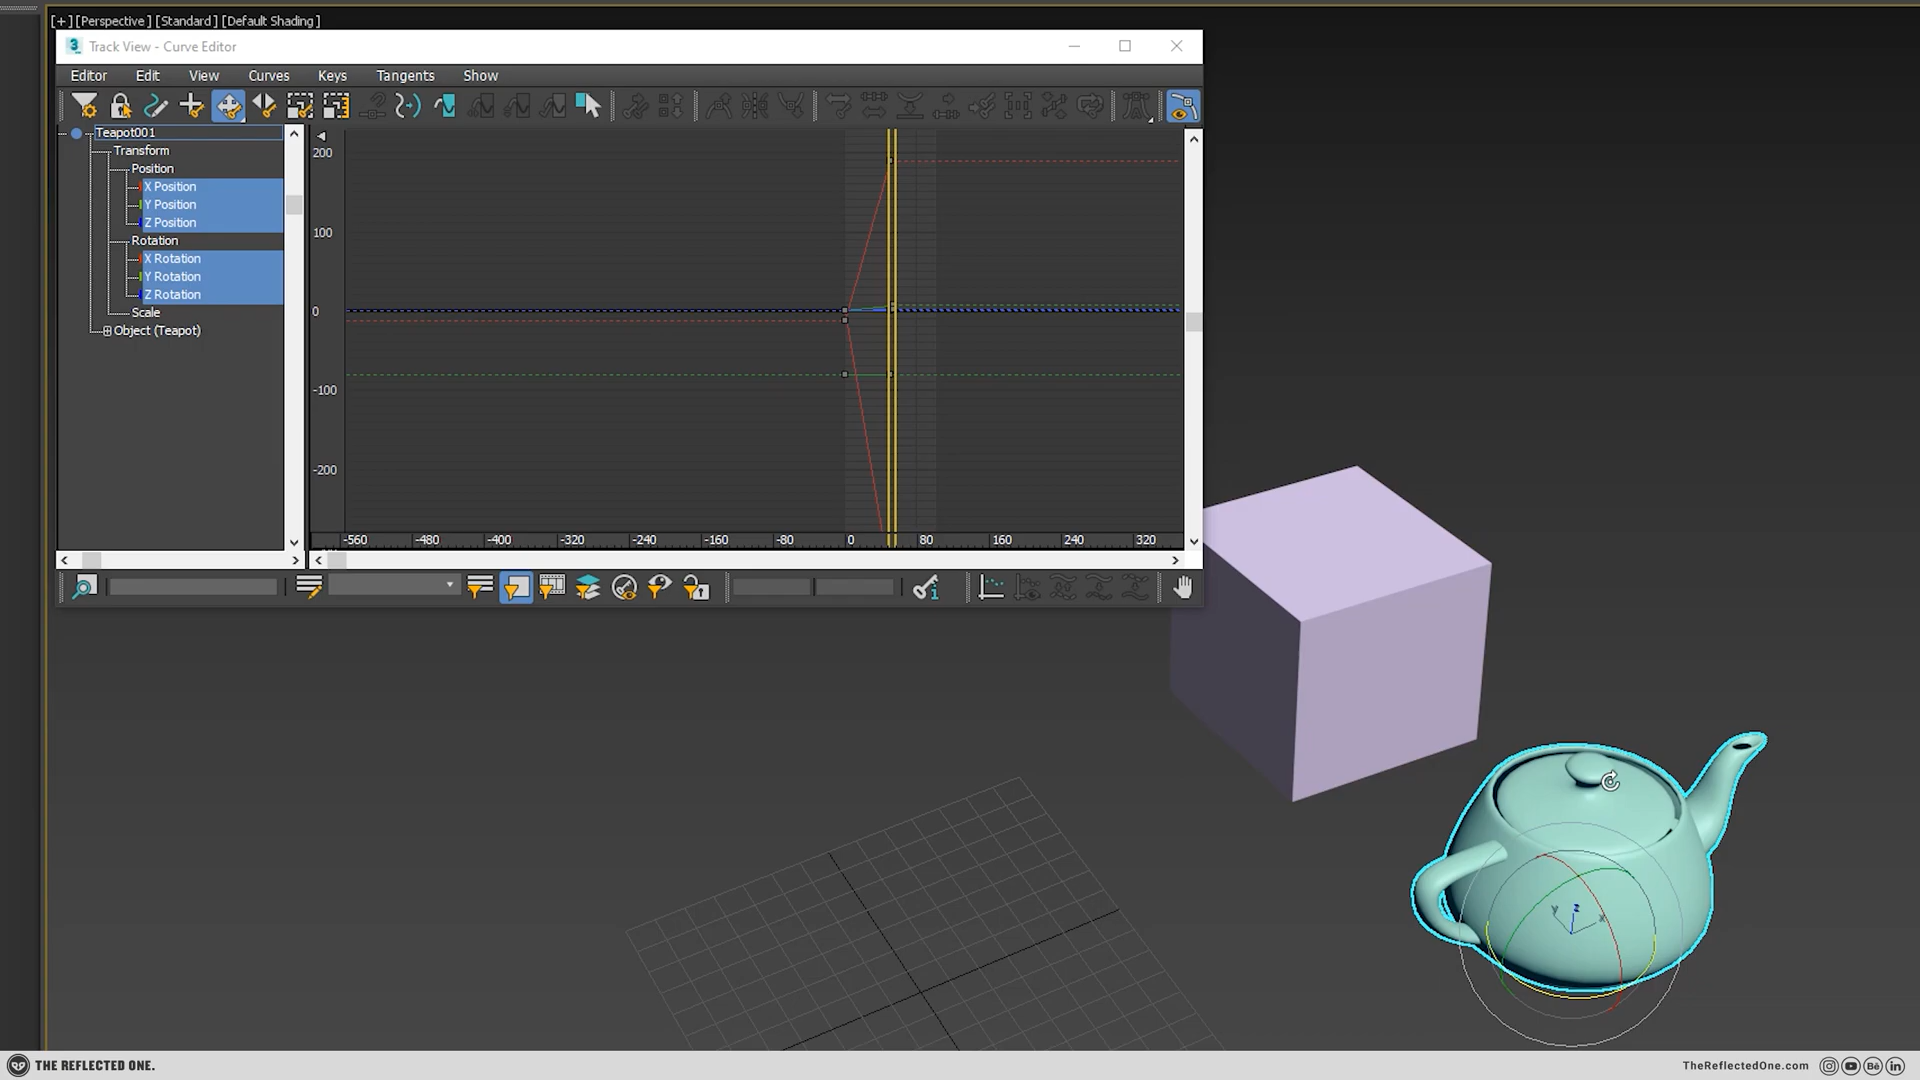 [+] [Perspective] [Standard] [Default Shading]
3 Track View - Curve Editor
Editor Edit View Curves Keys Tangents Show
Teapot001
Transform
Position
X Position
Y Position
Z Position
Rotation
X Rotation
Y Rotation
Z Rotation
Scale
Object (Teapot)
200
100
0
-100
-200
-560 -480 -400 -320 -240 -160 -80 0 80 160 240 320
y z x
THE REFLECTED ONE.
TheReflectedOne.com